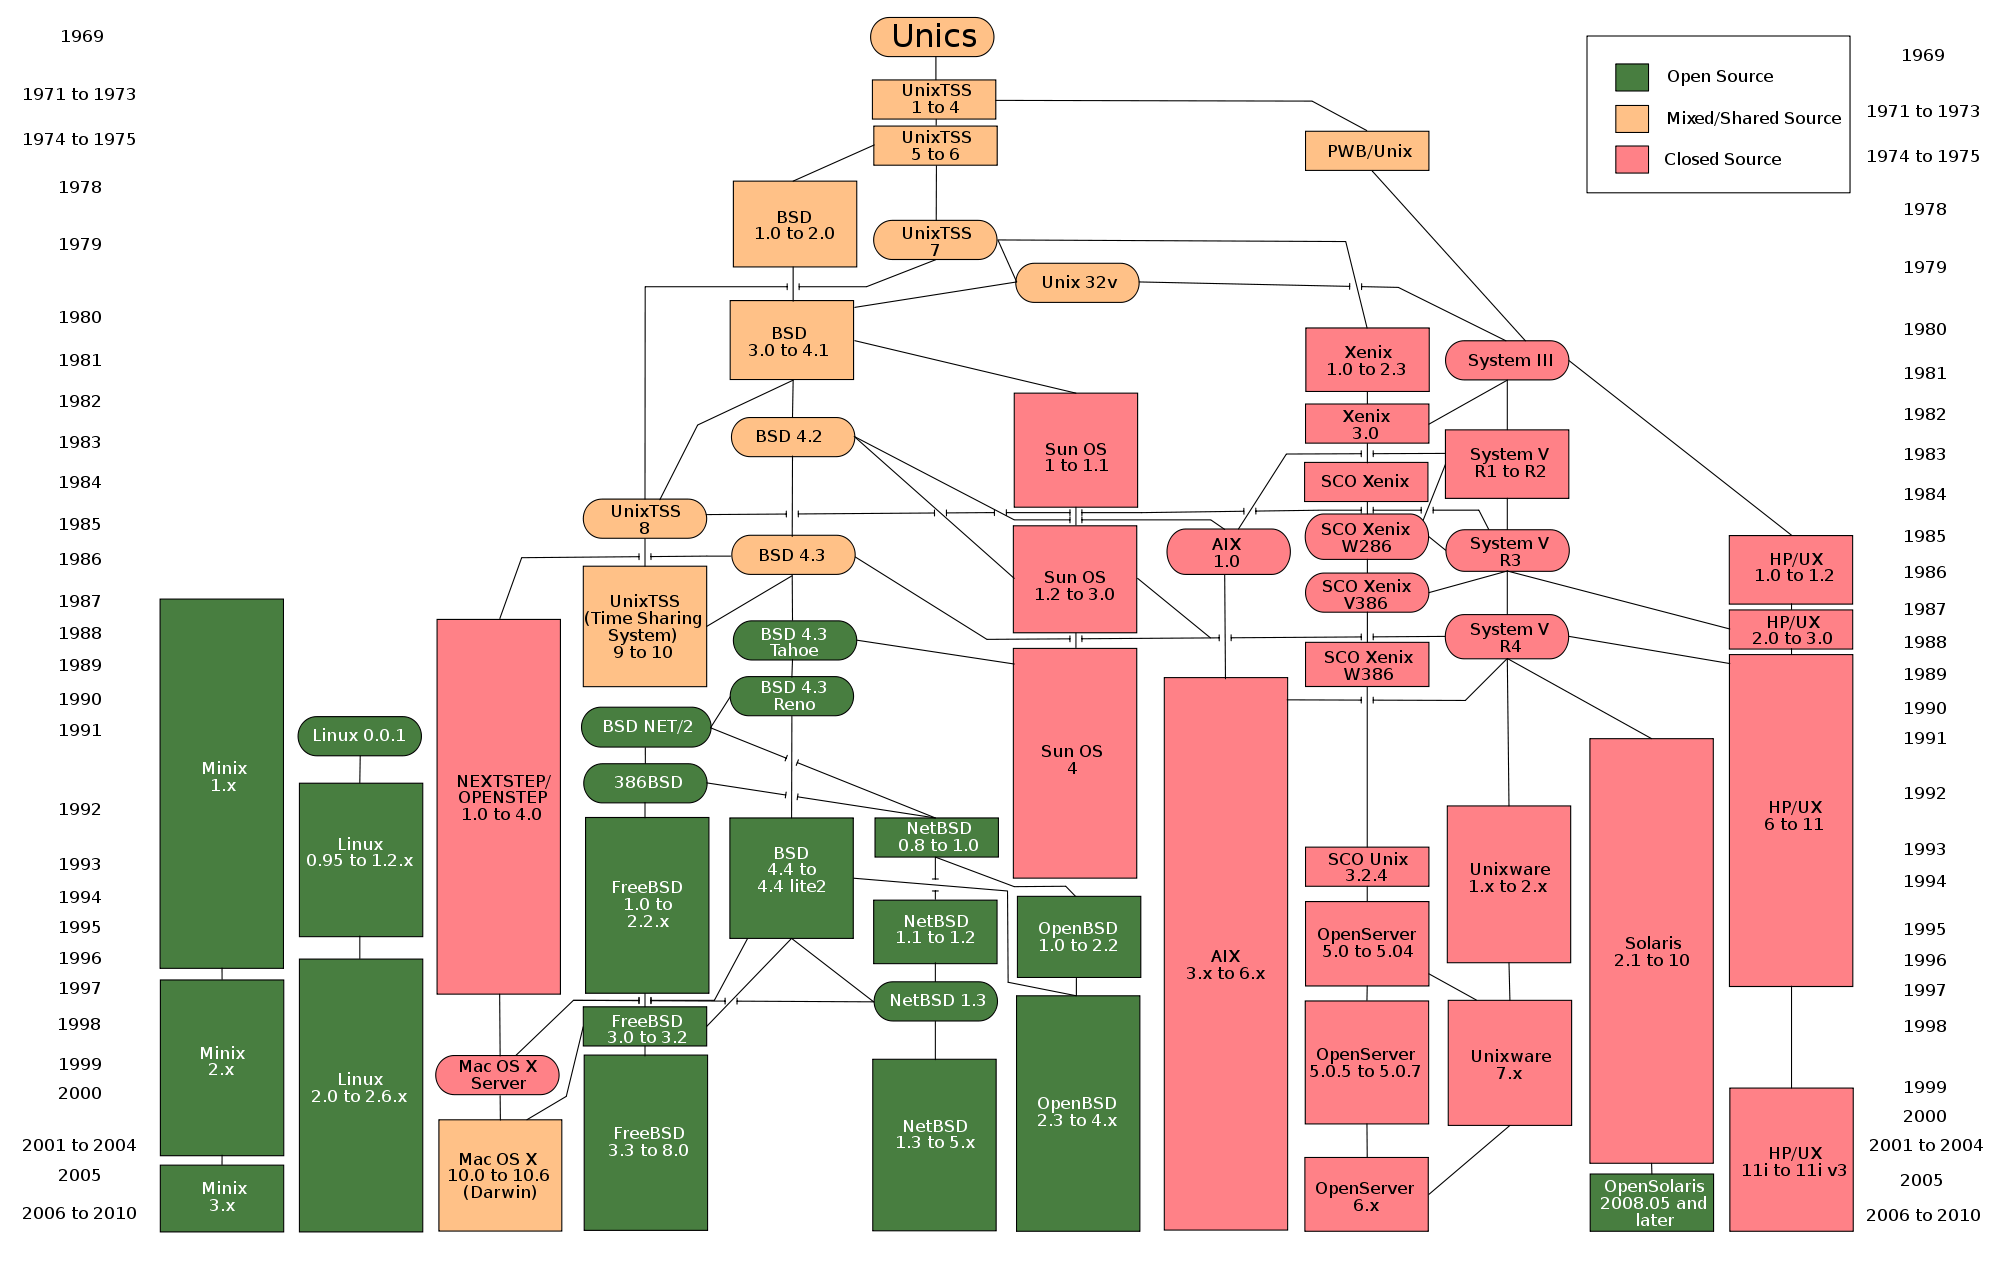 1969
1971 to 1973
1974 to 1975
1978
1979
1980
1981
1982
1983
1984
1985
1986
1987
1988
1989
1990
1991
1992
1993
1994
1995
1996
1997
1998
1999
2000
2001 to 2004
2005
2006 to 2010
Unics
UnixTSS
1 to 4
UnixTSS
5 to 6
PWB/Unix
BSD
1.0 to 2.0
UnixTSS
7
Unix 32v
BSD
3.0 to 4.1
Xenix
1.0 to 2.3
System III
Xenix
3.0
BSD 4.2
Sun OS
1 to 1.1
System V
R1 to R2
SCO Xenix
UnixTSS
8
SCO Xenix
W286
BSD 4.3
AIX
1.0
System V
R3
HP/UX
1.0 to 1.2
UnixTSS
(Time Sharing
System)
9 to 10
Sun OS
1.2 to 3.0
SCO Xenix
V386
BSD 4.3
Tahoe
System V
R4
HP/UX
2.0 to 3.0
SCO Xenix
W386
BSD 4.3
Reno
BSD NET/2
Linux 0.0.1
Minix
1.x
NEXTSTEP/
OPENSTEP
1.0 to 4.0
386BSD
Sun OS
4
HP/UX
6 to 11
Linux
0.95 to 1.2.x
FreeBSD
1.0 to
2.2.x
BSD
4.4 to
4.4 lite2
NetBSD
0.8 to 1.0
SCO Unix
3.2.4
Unixware
1.x to 2.x
NetBSD
1.1 to 1.2
OpenBSD
1.0 to 2.2
AIX
3.x to 6.x
OpenServer
5.0 to 5.04
Solaris
2.1 to 10
NetBSD 1.3
FreeBSD
3.0 to 3.2
Minix
2.x
Mac OS X
Server
Linux
2.0 to 2.6.x
OpenServer
5.0.5 to 5.0.7
Unixware
7.x
OpenBSD
2.3 to 4.x
FreeBSD
3.3 to 8.0
NetBSD
1.3 to 5.x
Mac OS X
10.0 to 10.6
(Darwin)
Minix
3.x
OpenServer
6.x
OpenSolaris
2008.05 and
later
HP/UX
11i to 11i v3
Open Source
Mixed/Shared Source
Closed Source
1969
1971 to 1973
1974 to 1975
1978
1979
1980
1981
1982
1983
1984
1985
1986
1987
1988
1989
1990
1991
1992
1993
1994
1995
1996
1997
1998
1999
2000
2001 to 2004
2005
2006 to 2010